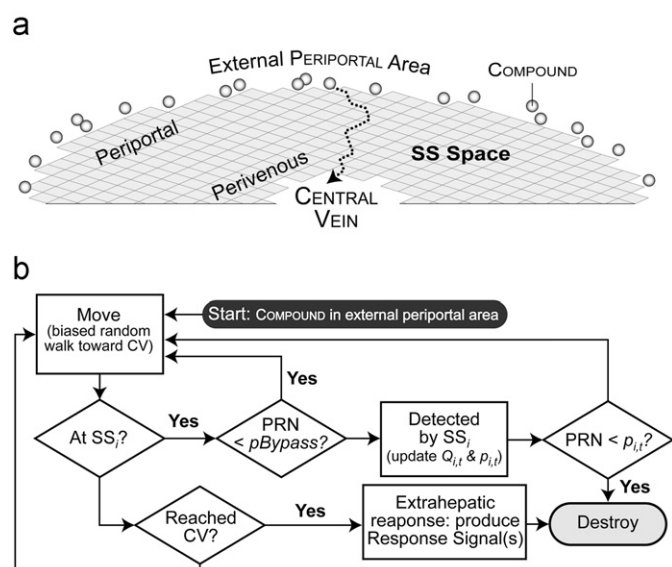 a
External PERIPORTAL Area
COMPOUND
Periportal
Perivenous
SS Space
CENTRAL
VEIN
b
Move
(biased random
walk toward CV)
Start: COMPOUND in external periportal area
Yes
At SSi?
Yes
PRN
< pBypass?
Detected
by SSi
(update Qi,t & pi,t)
PRN < pi,t?
Yes
Reached
CV?
Yes
Extrahepatic
reaponse: produce
Response Signal(s)
Destroy